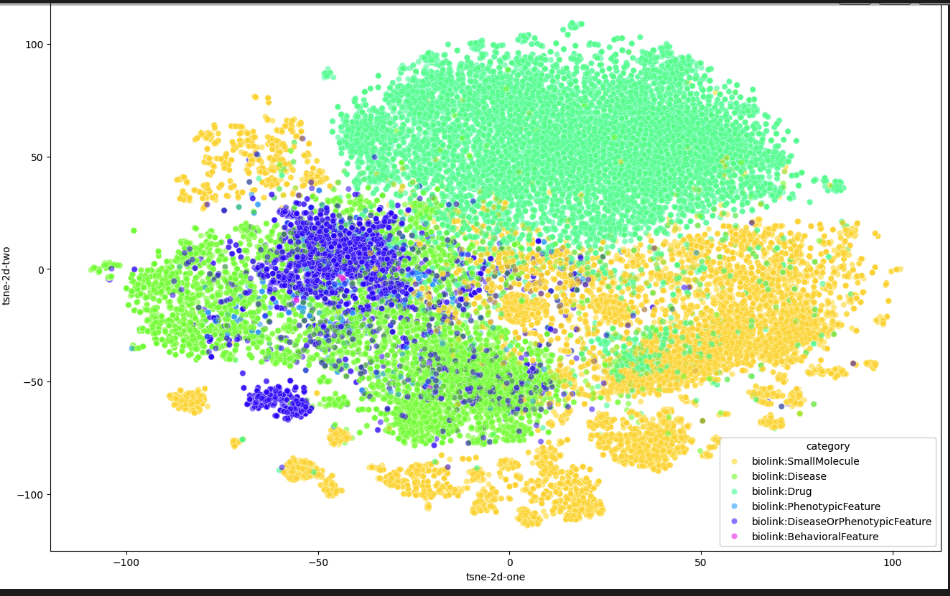 100
50
0
−50
−100
tsne-2d-two
−100
−50
0
50
100
tsne-2d-one
category
biolink:SmallMolecule
biolink:Disease
biolink:Drug
biolink:PhenotypicFeature
biolink:DiseaseOrPhenotypicFeature
biolink:BehavioralFeature